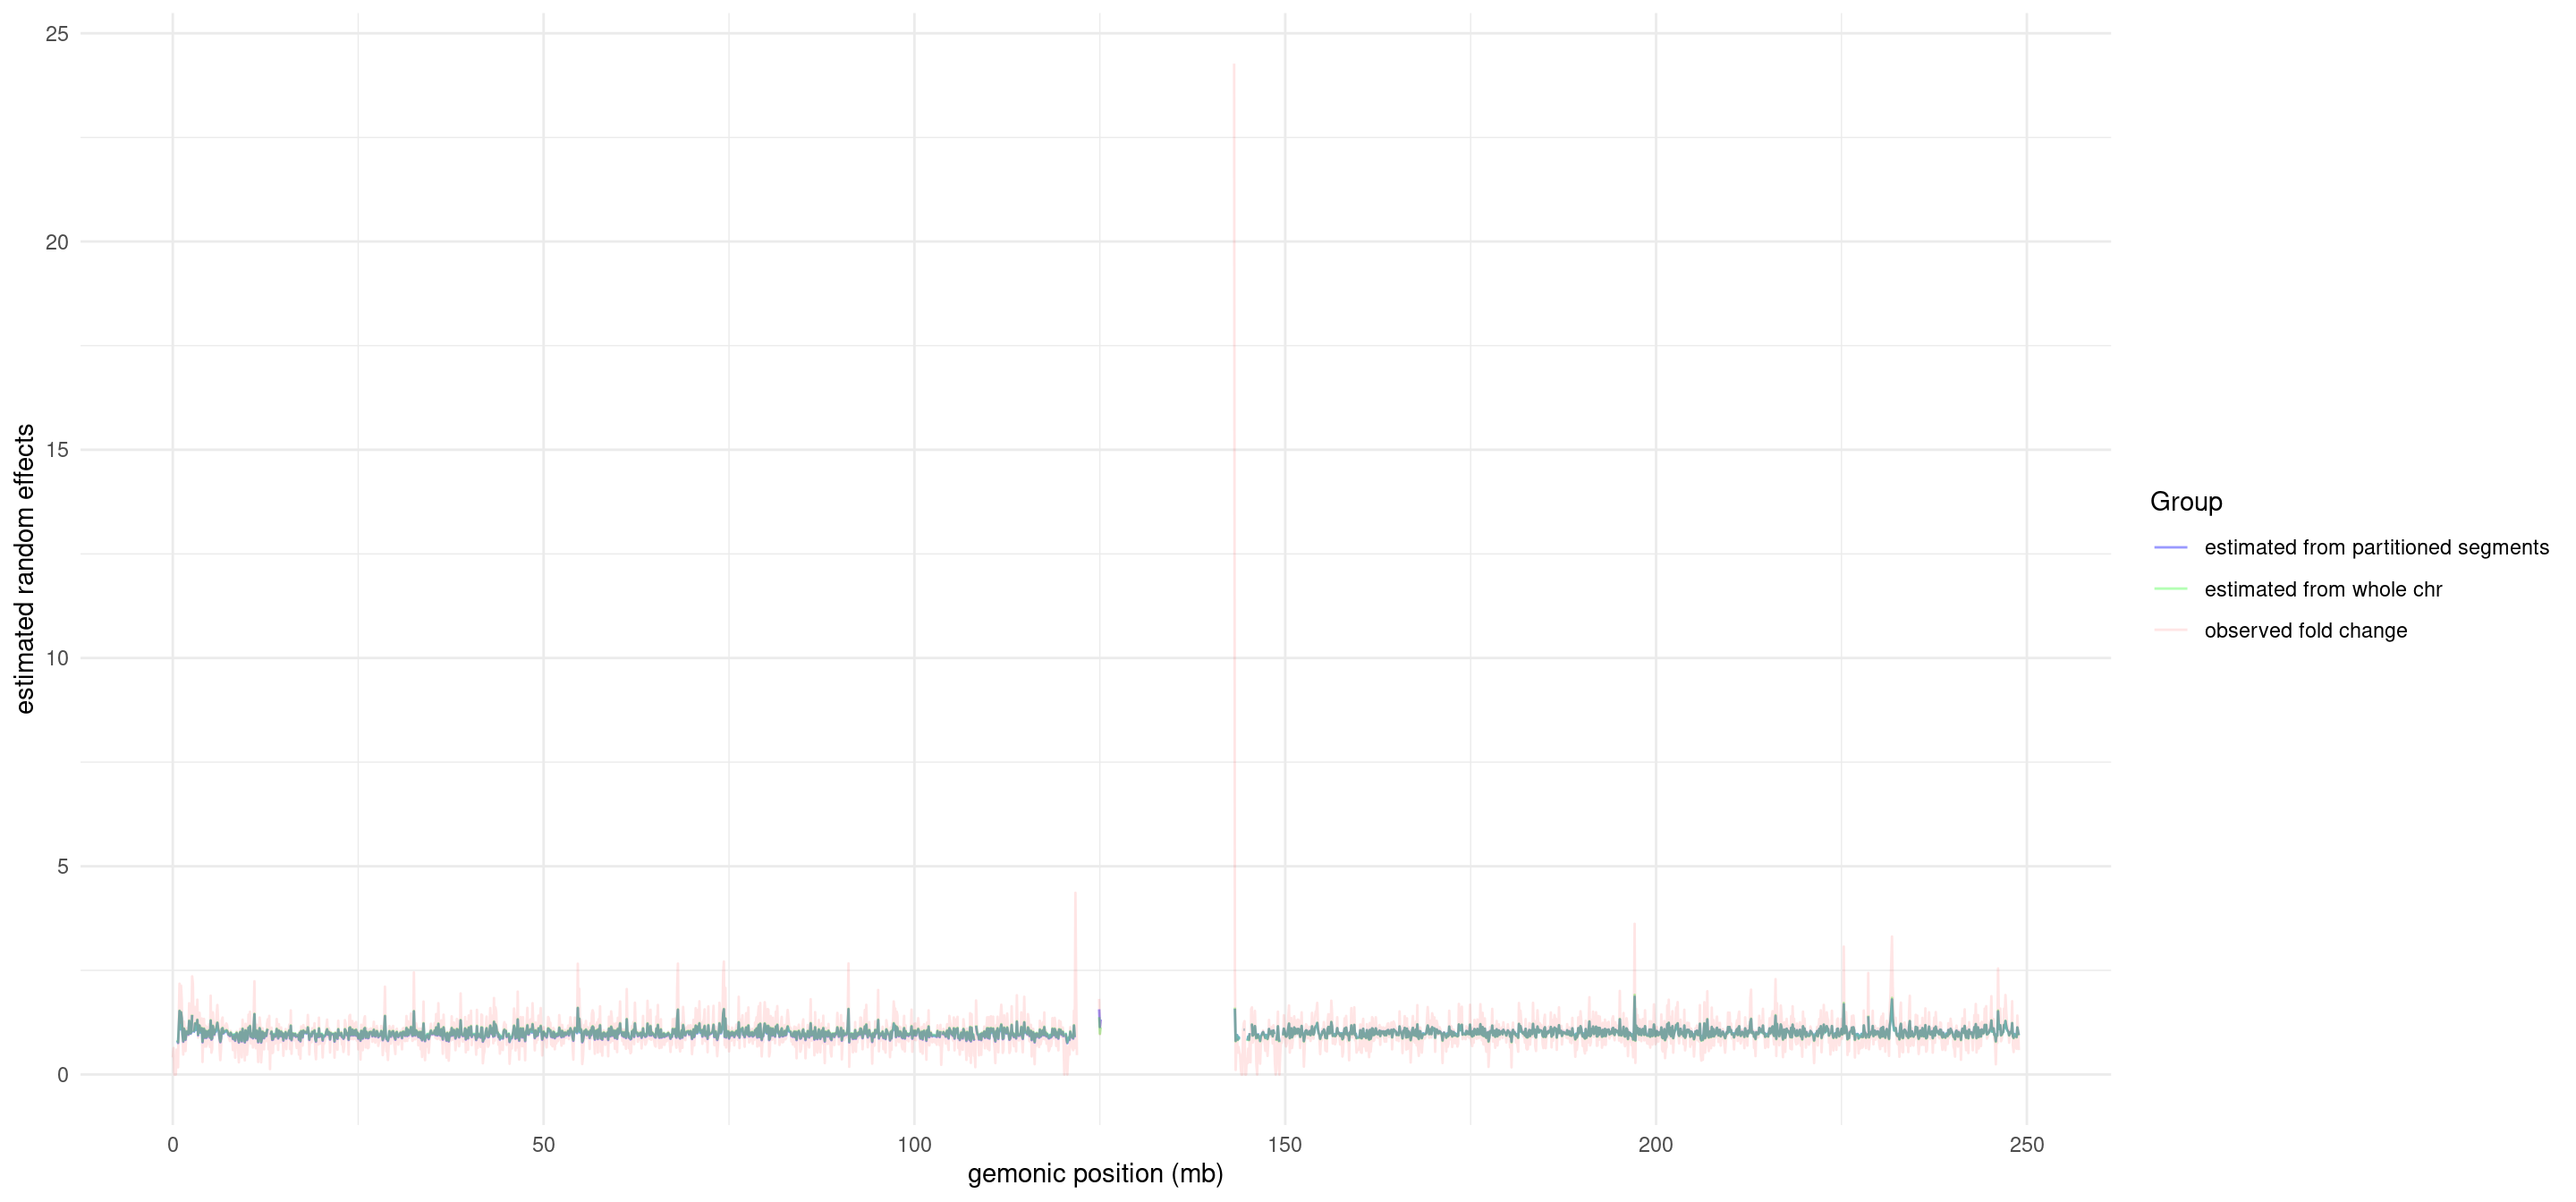 25
20
15
10
5
0
estimated random effects
0
50
100
150
200
250
gemonic position (mb)
Group
estimated from partitioned segments
estimated from whole chr
observed fold change